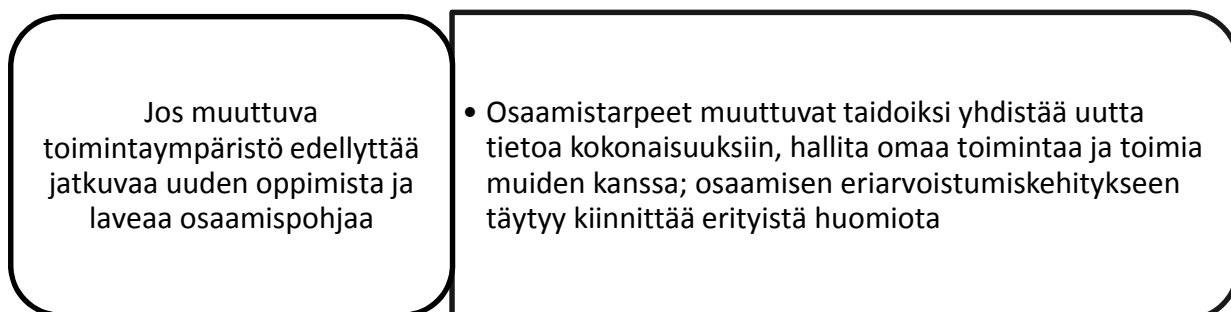 Jos muuttuva
toimintaympäristö edellyttää
jatkuvaa uuden oppimista ja
laveaa osaamispohjaa
• Osaamistarpeet muuttuvat taidoiksi yhdistää uutta
tietoa kokonaisuuksiin, hallita omaa toimintaa ja toimia
muiden kanssa; osaamisen eriarvoistumiskehitykseen
täytyy kiinnittää erityistä huomiota